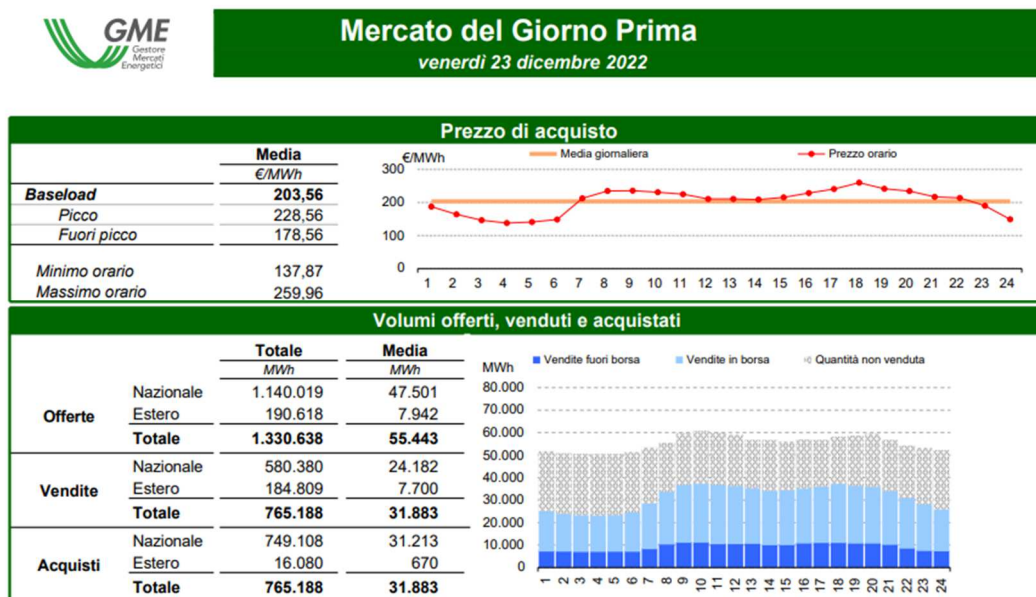 GME
Gestore
Mercati
Energetici
Mercato del Giorno Prima
venerdì 23 dicembre 2022
Prezzo di acquisto
Media
€/MWh
Baseload 203,56
Picco 228,56
Fuori picco 178,56
Minimo orario 137,87
Massimo orario 259,96
€/MWh Media giornaliera Prezzo orario
300
200
100
0
1 2 3 4 5 6 7 8 9 10 11 12 13 14 15 16 17 18 19 20 21 22 23 24
Volumi offerti, venduti e acquistati
Totale Media
MWh MWh
Offerte
Nazionale 1.140.019 47.501
Estero 190.618 7.942
Totale 1.330.638 55.443
Vendite
Nazionale 580.380 24.182
Estero 184.809 7.700
Totale 765.188 31.883
Acquisti
Nazionale 749.108 31.213
Estero 16.080 670
Totale 765.188 31.883
MWh Vendite fuori borsa Vendite in borsa Quantità non venduta
80.000
70.000
60.000
50.000
40.000
30.000
20.000
10.000
0
1 2 3 4 5 6 7 8 9 10 11 12 13 14 15 16 17 18 19 20 21 22 23 24